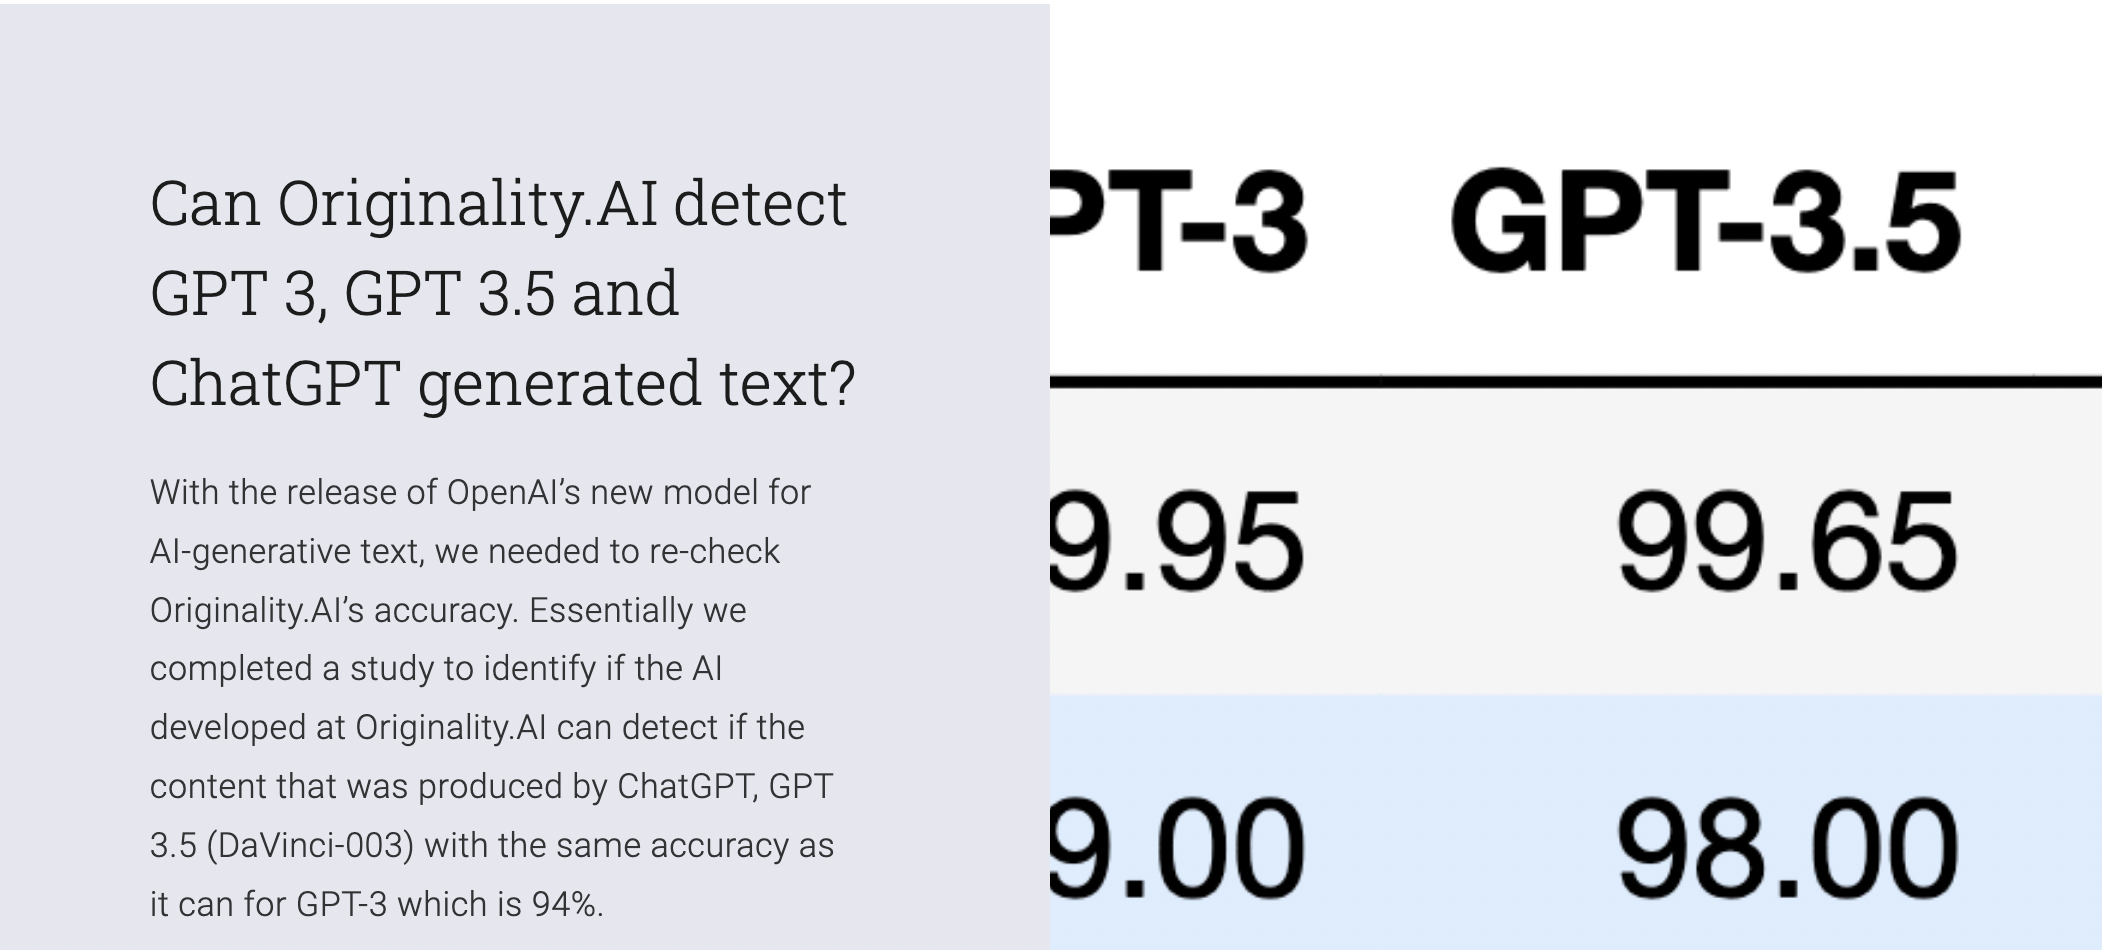 Can Originality.AI detect
GPT 3, GPT 3.5 and
ChatGPT generated text?
With the release of OpenAI’s new model for
AI-generative text, we needed to re-check
Originality.AI’s accuracy. Essentially we
completed a study to identify if the AI
developed at Originality.AI can detect if the
content that was produced by ChatGPT, GPT
3.5 (DaVinci-003) with the same accuracy as
it can for GPT-3 which is 94%.
PT-3 GPT-3.5
9.95 99.65
9.00 98.00